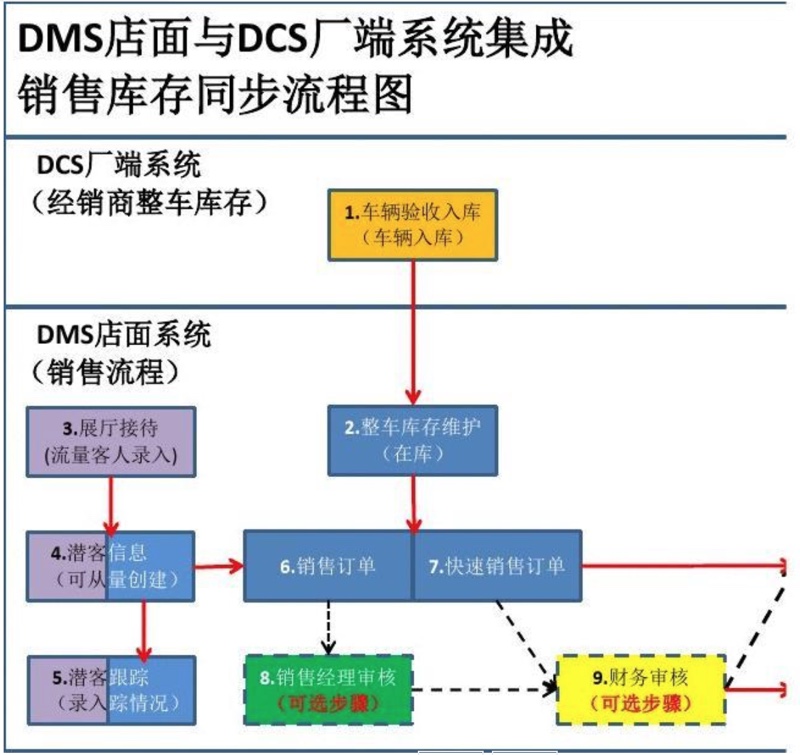 DMS店面与DCS厂端系统集成
销售库存同步流程图
DCS厂端系统
（经销商整车库存）
1.车辆验收入库
（车辆入库）
DMS店面系统
（销售流程）
3.展厅接待
(流量客人录入)
2.整车库存维护
（在库）
4.潜客信息
（可从量创建）
6.销售订单
7.快速销售订单
5.潜客跟踪
（录入踪情况）
8.销售经理审核
（可选步骤）
9.财务审核
（可选步骤）